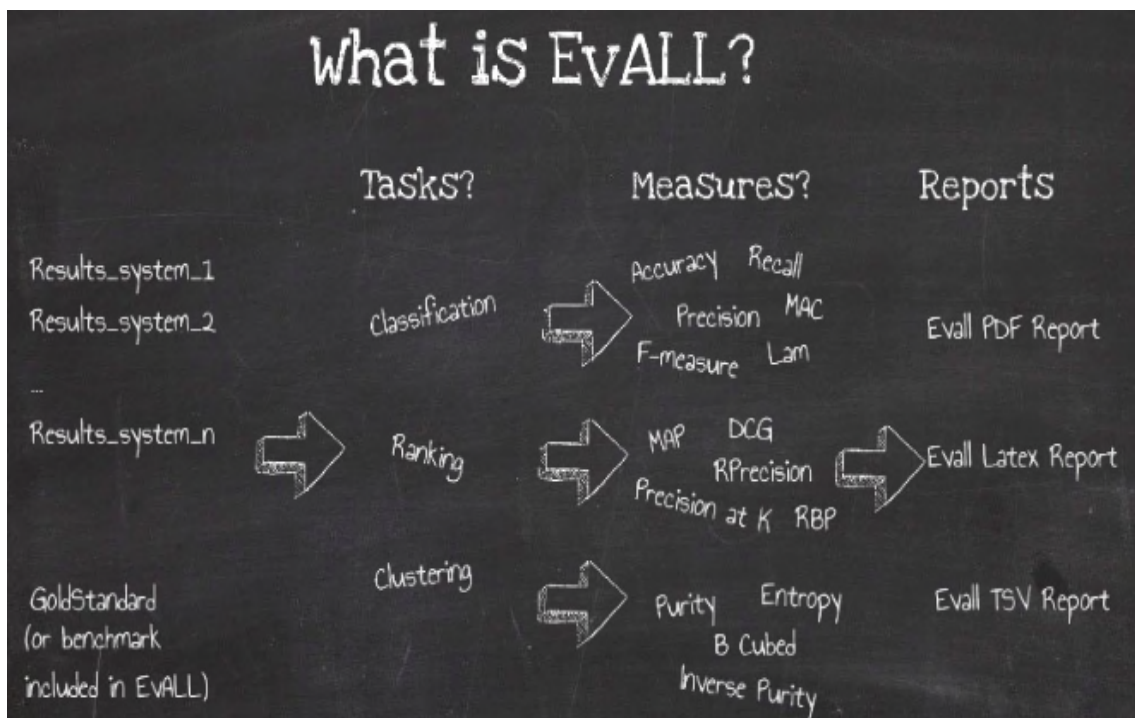 What is EvALL?
Tasks?
Measures?
Reports
Results_system_1
Results_system_2
...
Results_system_n
GoldStandard
(or benchmark
included in EvALL)
Classification
Ranking
Clustering
Accuracy Recall
Precision MAC
F-measure Lam
MAP DCG
RPrecision
Precision at K RBP
Purity Entropy
B Cubed
Inverse Purity
Evall PDF Report
Evall Latex Report
Evall TSV Report